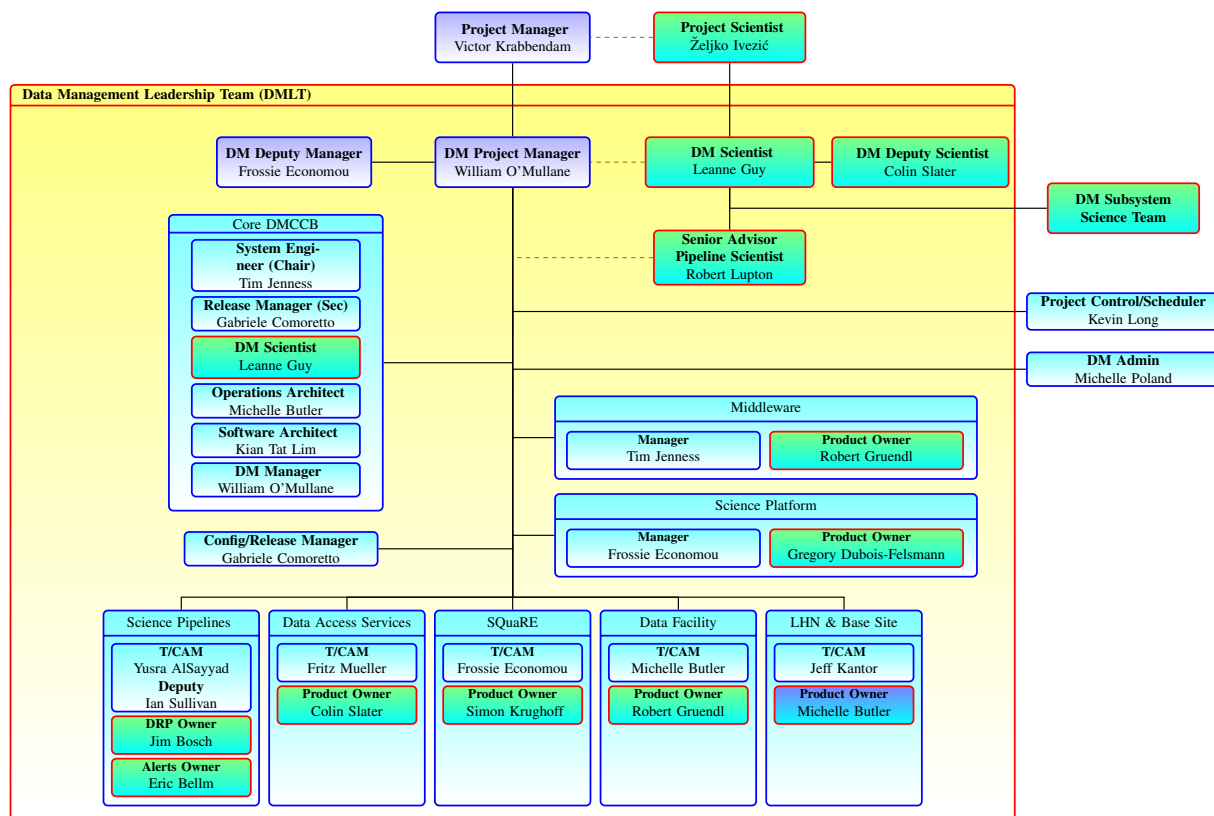 Project Manager
Victor Krabbendam
Project Scientist
Željko Ivezić
Data Management Leadership Team (DMLT)
DM Deputy Manager
Frossie Economou
DM Project Manager
William O'Mullane
DM Scientist
Leanne Guy
DM Deputy Scientist
Colin Slater
DM Subsystem
Science Team
Core DMCCB
System Engi-
neer (Chair)
Tim Jenness
Release Manager (Sec)
Gabriele Comoretto
DM Scientist
Leanne Guy
Operations Architect
Michelle Butler
Software Architect
Kian Tat Lim
DM Manager
William O'Mullane
Senior Advisor
Pipeline Scientist
Robert Lupton
Project Control/Scheduler
Kevin Long
DM Admin
Michelle Poland
Middleware
Manager
Tim Jenness
Product Owner
Robert Gruendl
Science Platform
Manager
Frossie Economou
Product Owner
Gregory Dubois-Felsmann
Config/Release Manager
Gabriele Comoretto
Science Pipelines
T/CAM
Yusra AlSayyad
Deputy
Ian Sullivan
DRP Owner
Jim Bosch
Alerts Owner
Eric Bellm
Data Access Services
T/CAM
Fritz Mueller
Product Owner
Colin Slater
SQuaRE
T/CAM
Frossie Economou
Product Owner
Simon Krughoff
Data Facility
T/CAM
Michelle Butler
Product Owner
Robert Gruendl
LHN & Base Site
T/CAM
Jeff Kantor
Product Owner
Michelle Butler